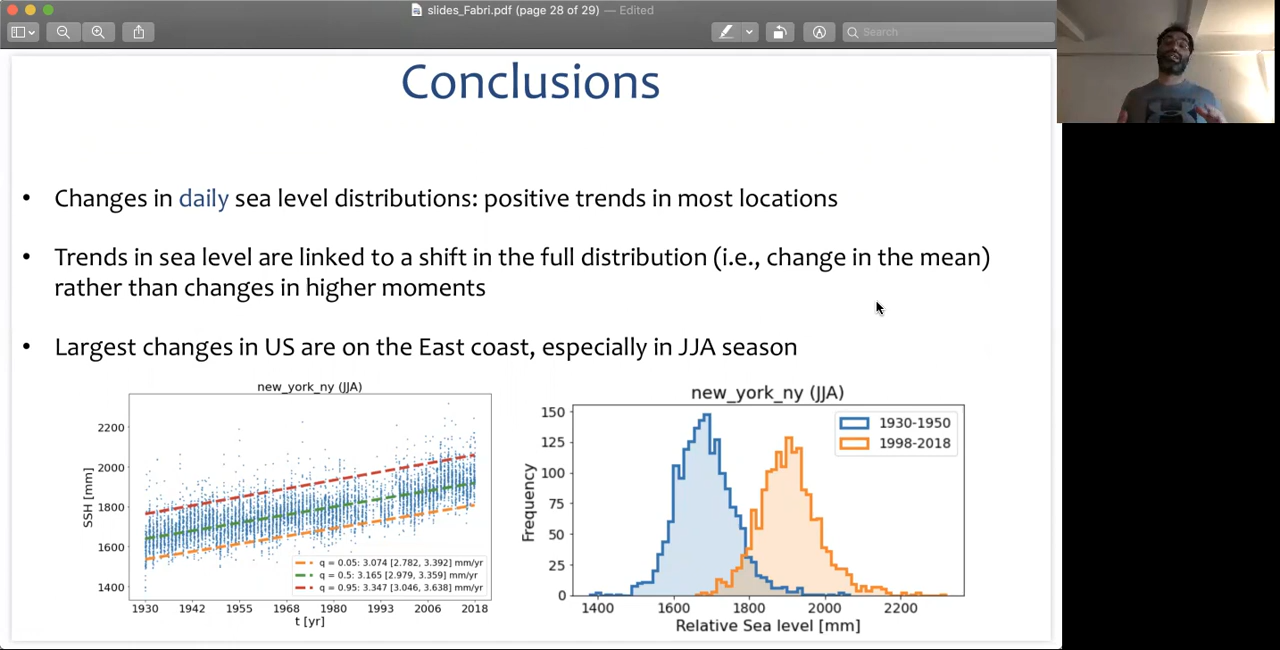 slides_Fabri.pdf (page 28 of 29) — Edited
Search
Conclusions
• Changes in daily sea level distributions: positive trends in most locations
• Trends in sea level are linked to a shift in the full distribution (i.e., change in the mean)
rather than changes in higher moments
• Largest changes in US are on the East coast, especially in JJA season
new_york_ny (JJA)
2200
2000
1800
1600
1400
SSH [mm]
q = 0.05: 3.074 [2.782, 3.392] mm/yr
q = 0.5: 3.165 [2.979, 3.359] mm/yr
q = 0.95: 3.347 [3.046, 3.638] mm/yr
1930 1942 1955 1968 1980 1993 2006 2018
t [yr]
new_york_ny (JJA)
150
125
100
75
50
25
0
Frequency
1930-1950
1998-2018
1400 1600 1800 2000 2200
Relative Sea level [mm]